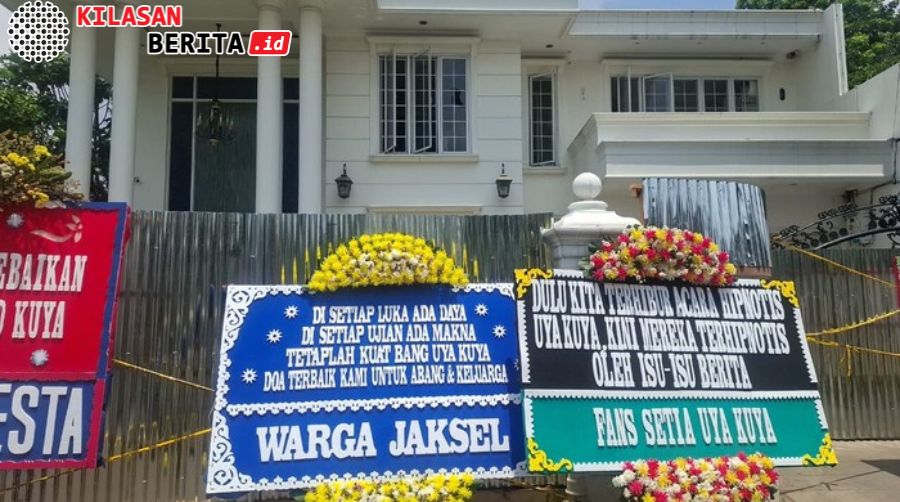 KILASAN
BERITA.id
EBAIKAN
O KUYA
ESTA
DI SETIAP LUKA ADA DAYA
DI SETIAP UJIAN ADA MAKNA
TETAPLAH KUAT BANG UYA KUYA
DOA TERBAIK KAMI UNTUK ABANG & KELUARGA
WARGA JAKSEL
DULU KITA TERHIBUR ACARA HIPNOTIS
UYA KUYA, KINI MEREKA TERHIPNOTIS
OLEH ISU-ISU BERITA
FANS SETIA UYA KUYA